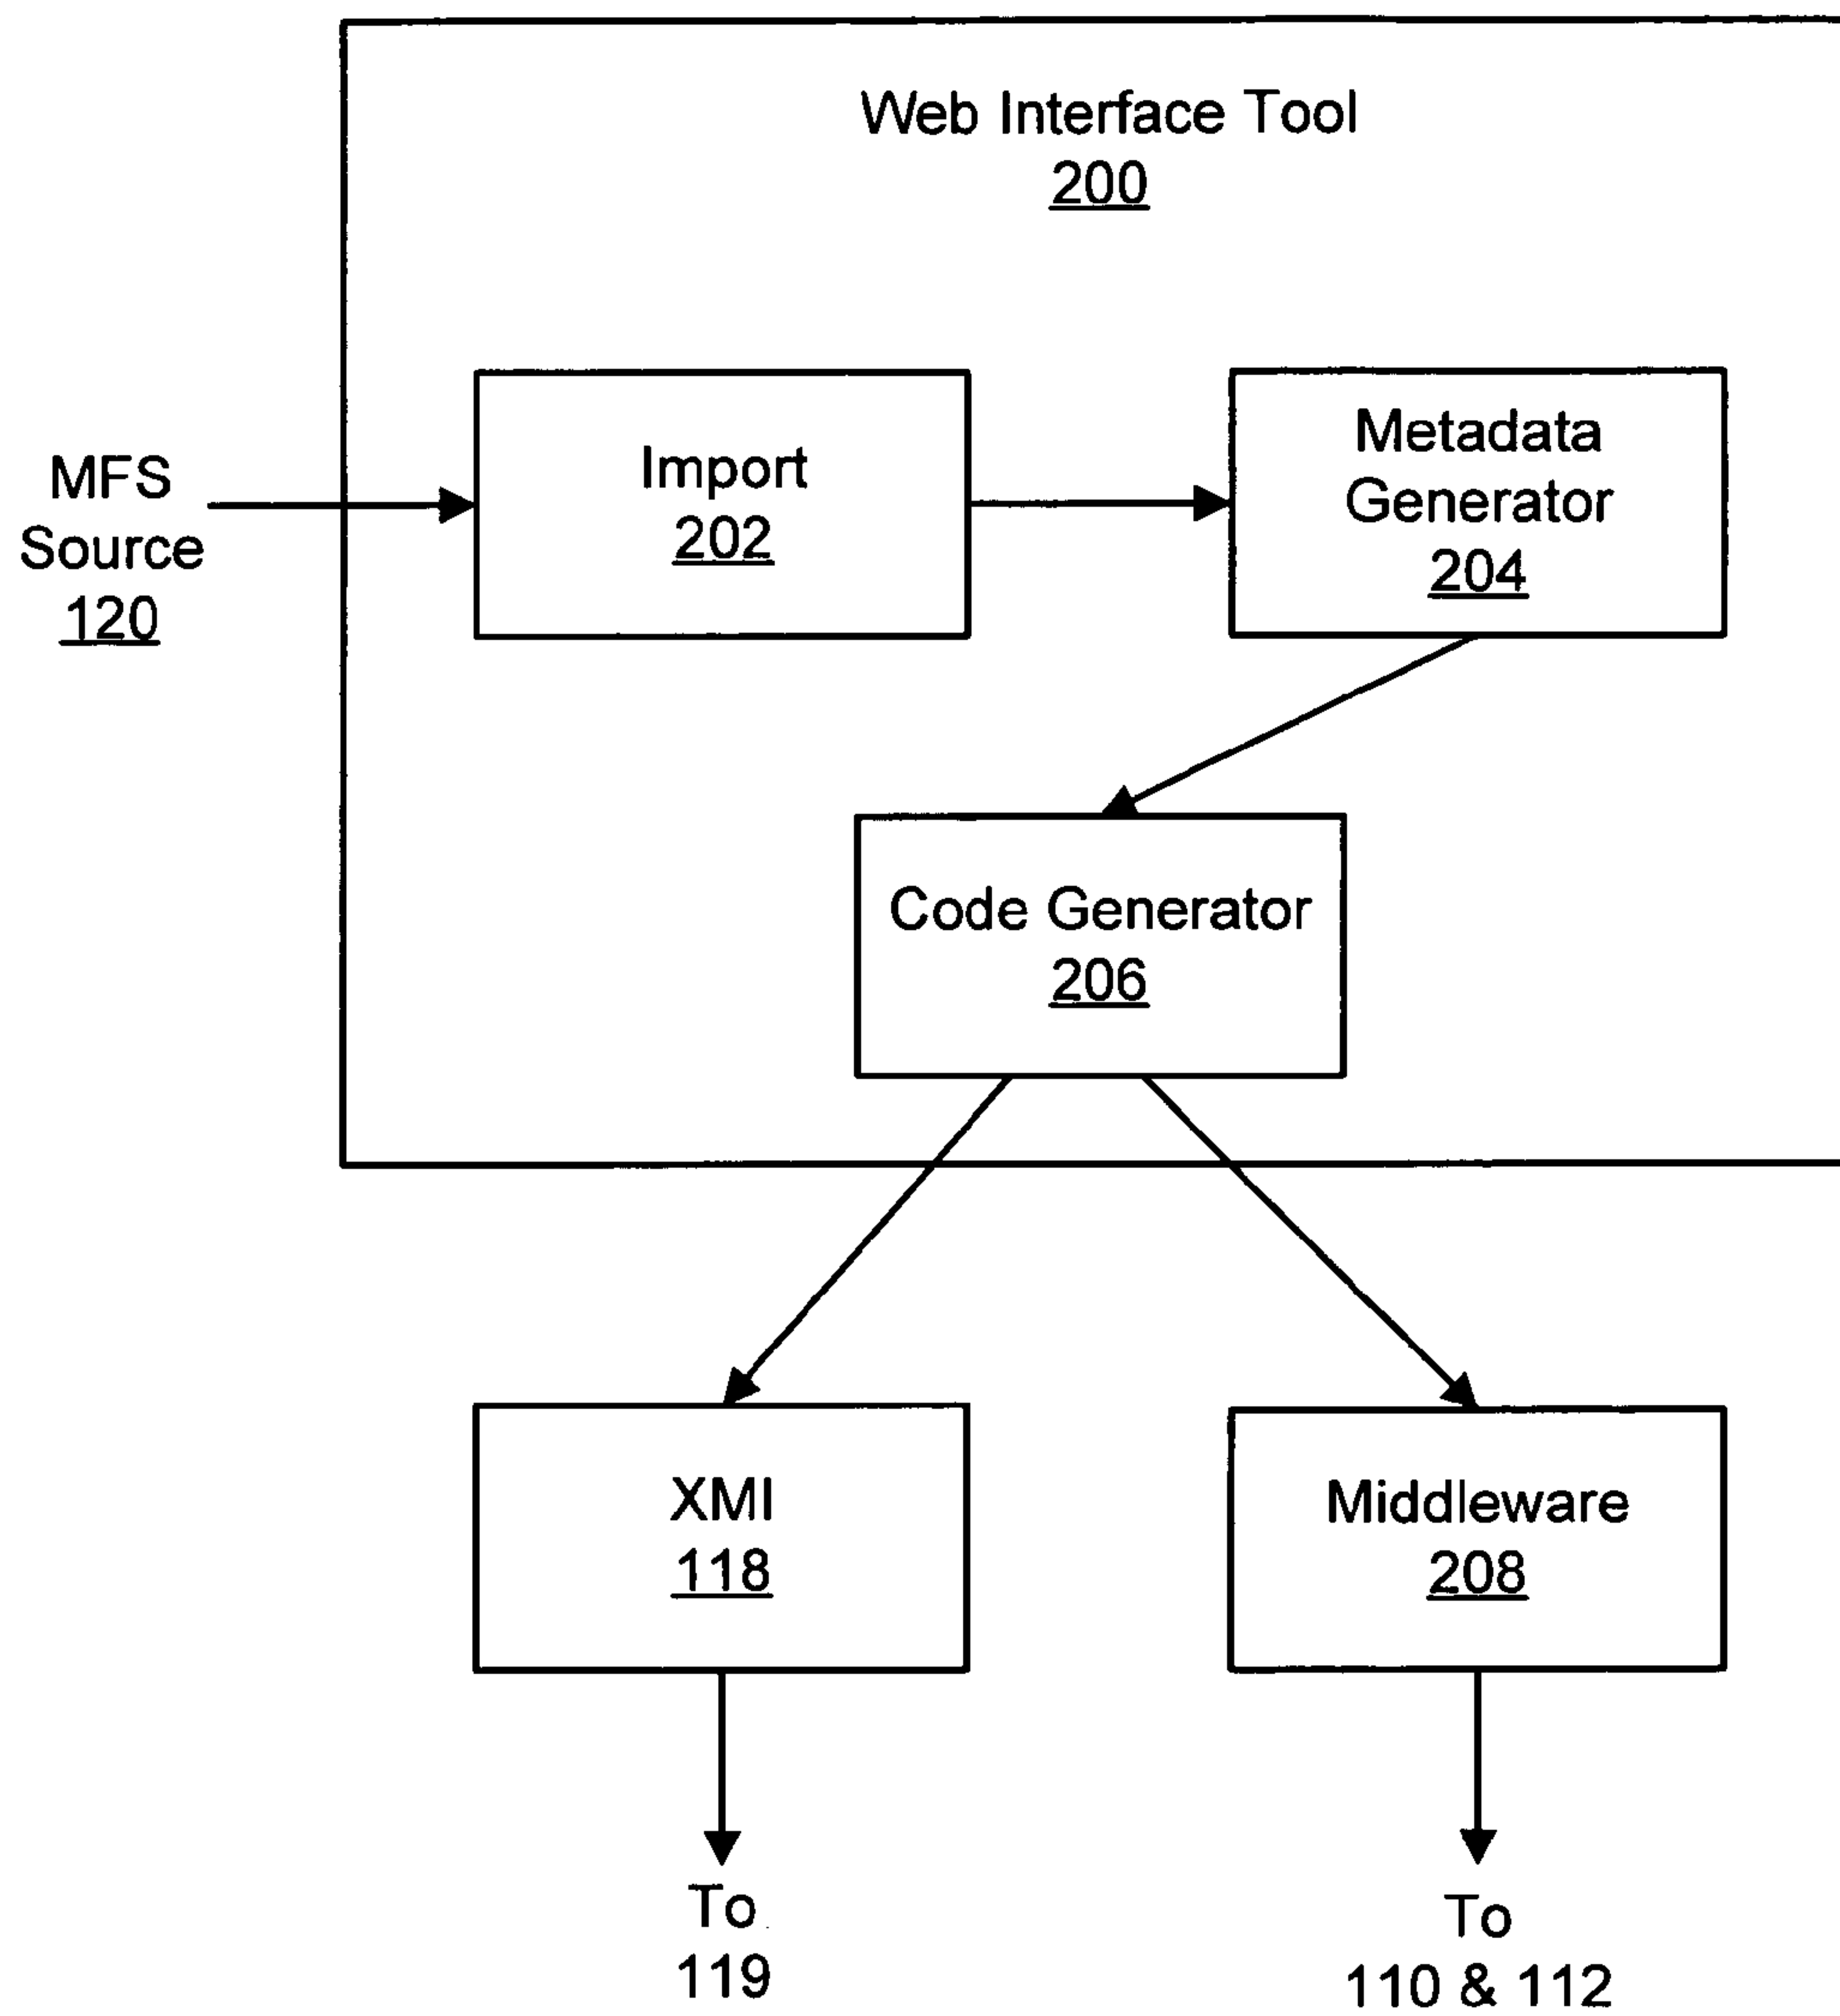 Web Interface Tool
200
MFS
Source
120
Import
202
Metadata
Generator
204
Code Generator
206
XMI
118
Middleware
208
To
119
To
110 & 112